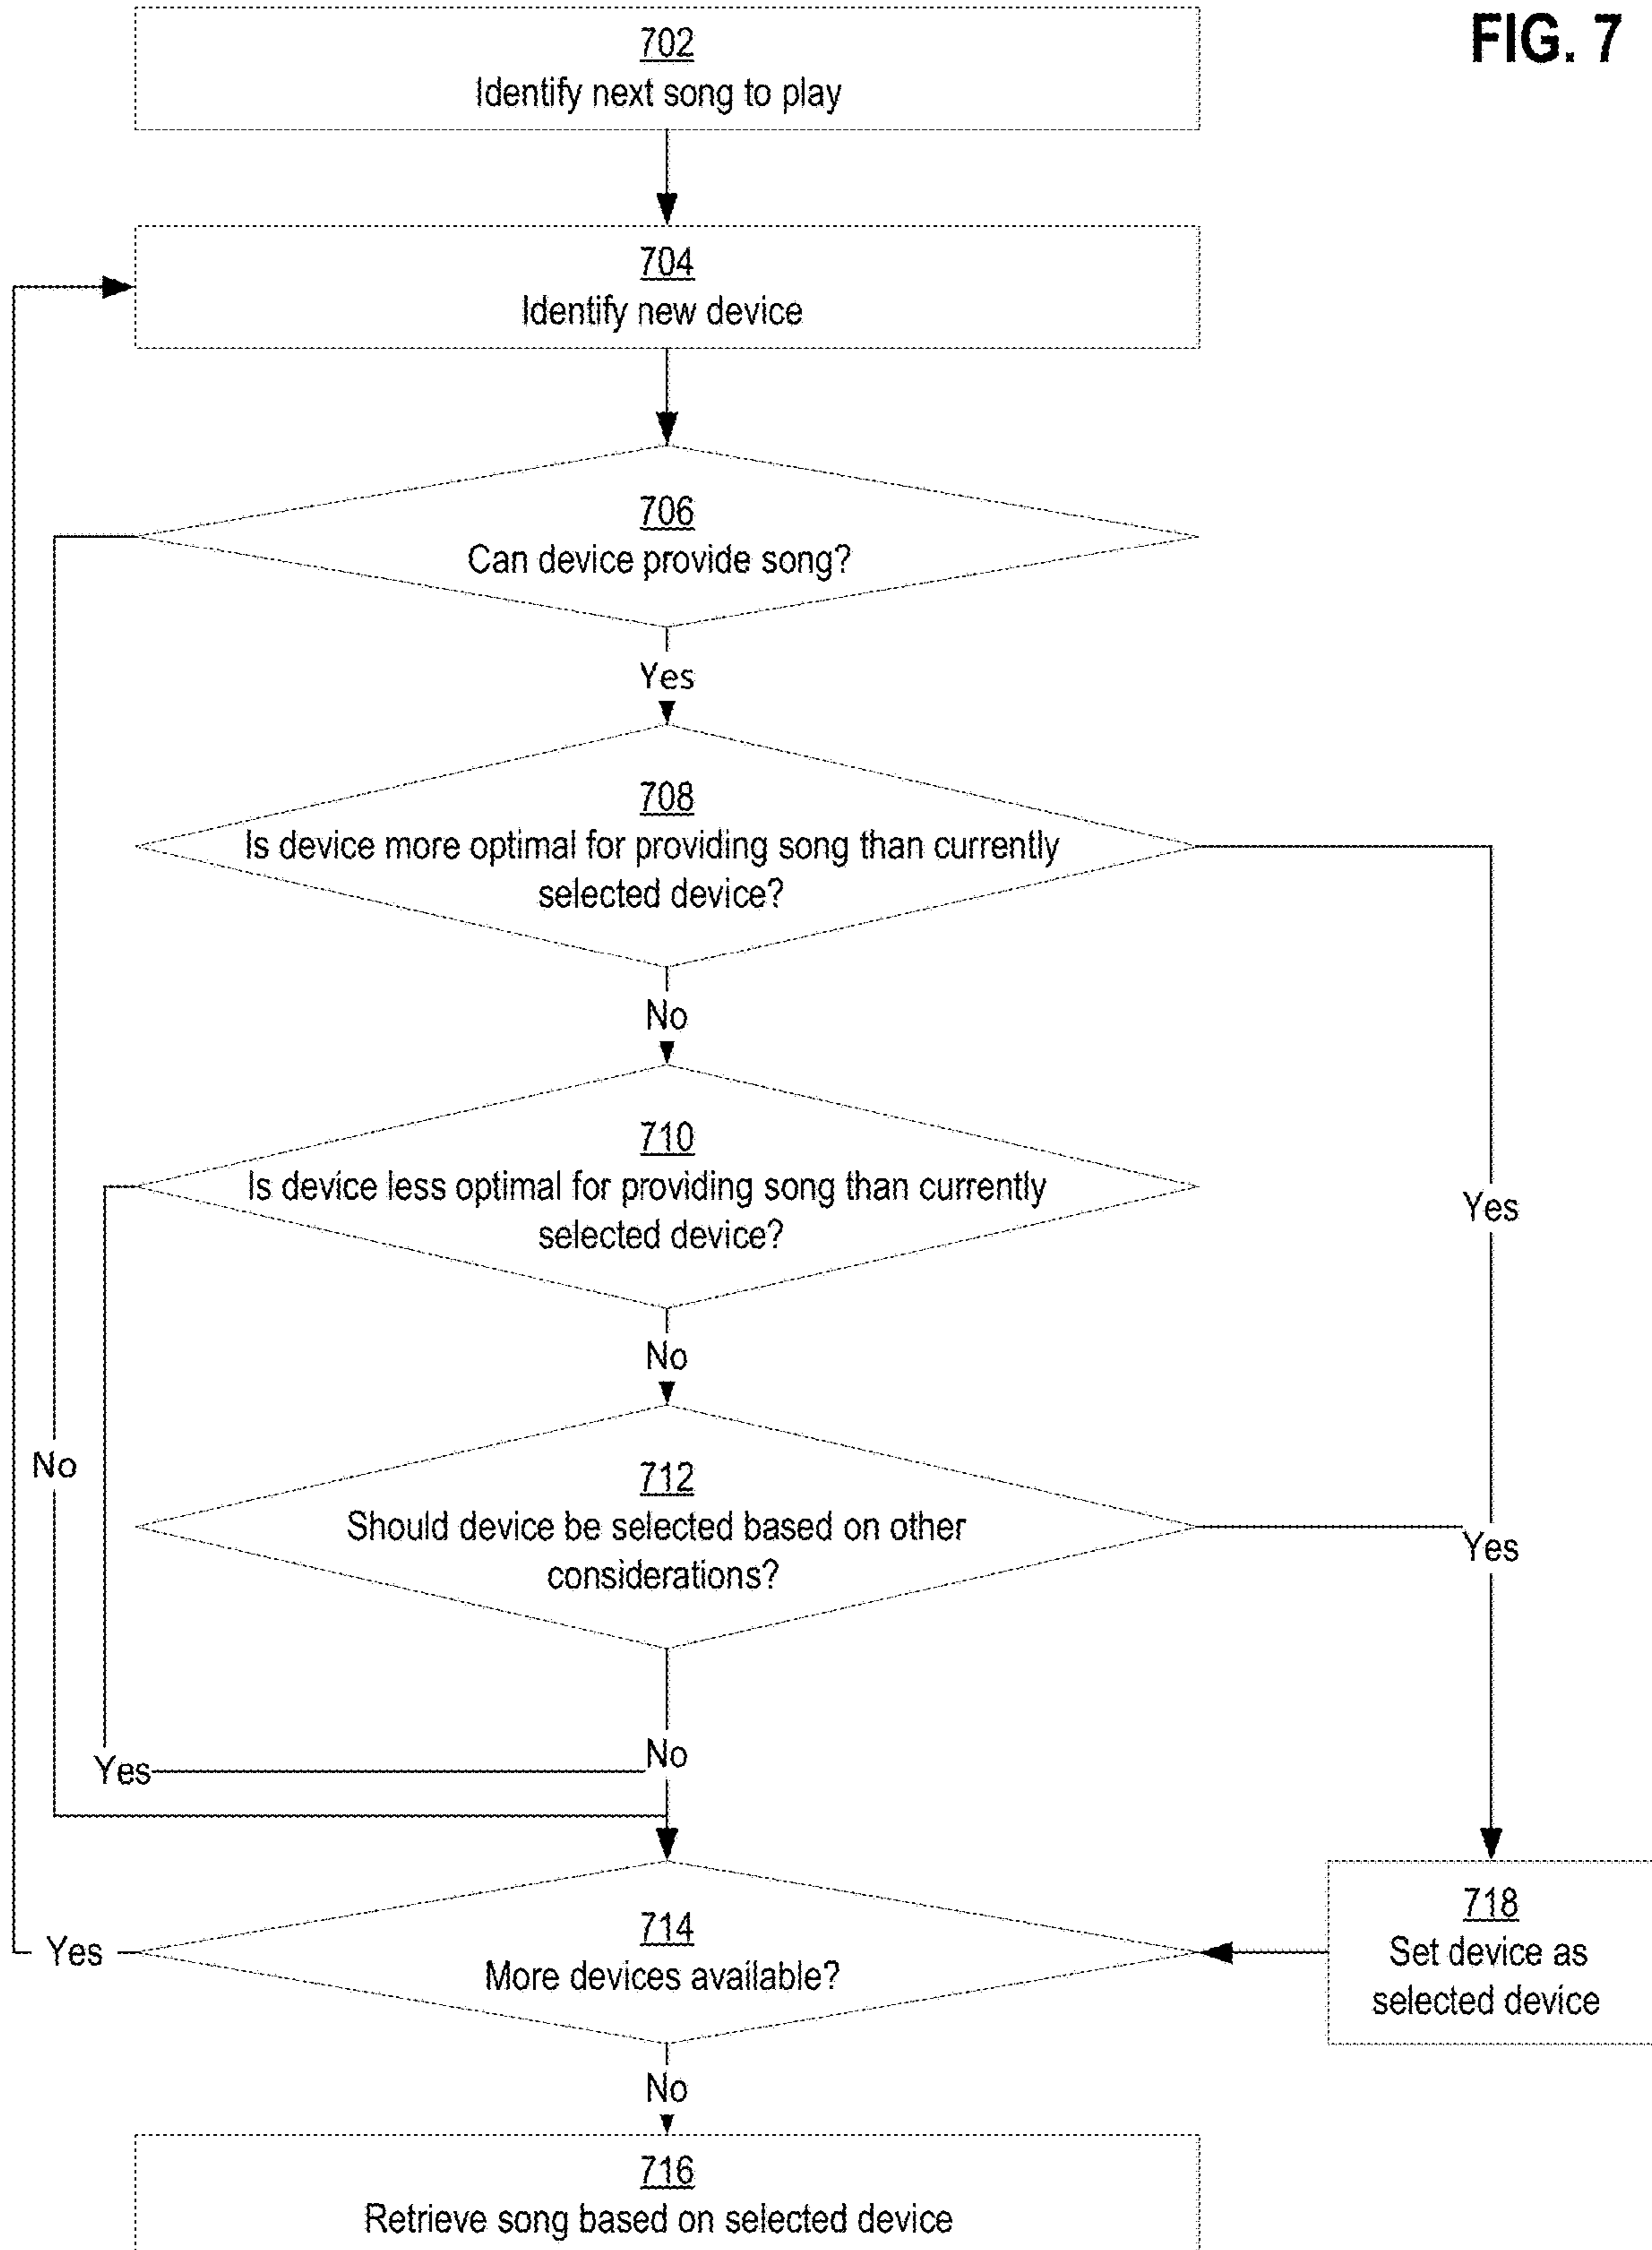 FIG. 7
702
Identify next song to play
704
Identify new device
706
Can device provide song?
Yes
708
Is device more optimal for providing song than currently
selected device?
No
710
Is device less optimal for providing song than currently
selected device?
Yes
No
No
712
Should device be selected based on other
considerations?
Yes
Yes
No
714
More devices available?
Yes
718
Set device as
selected device
No
716
Retrieve song based on selected device